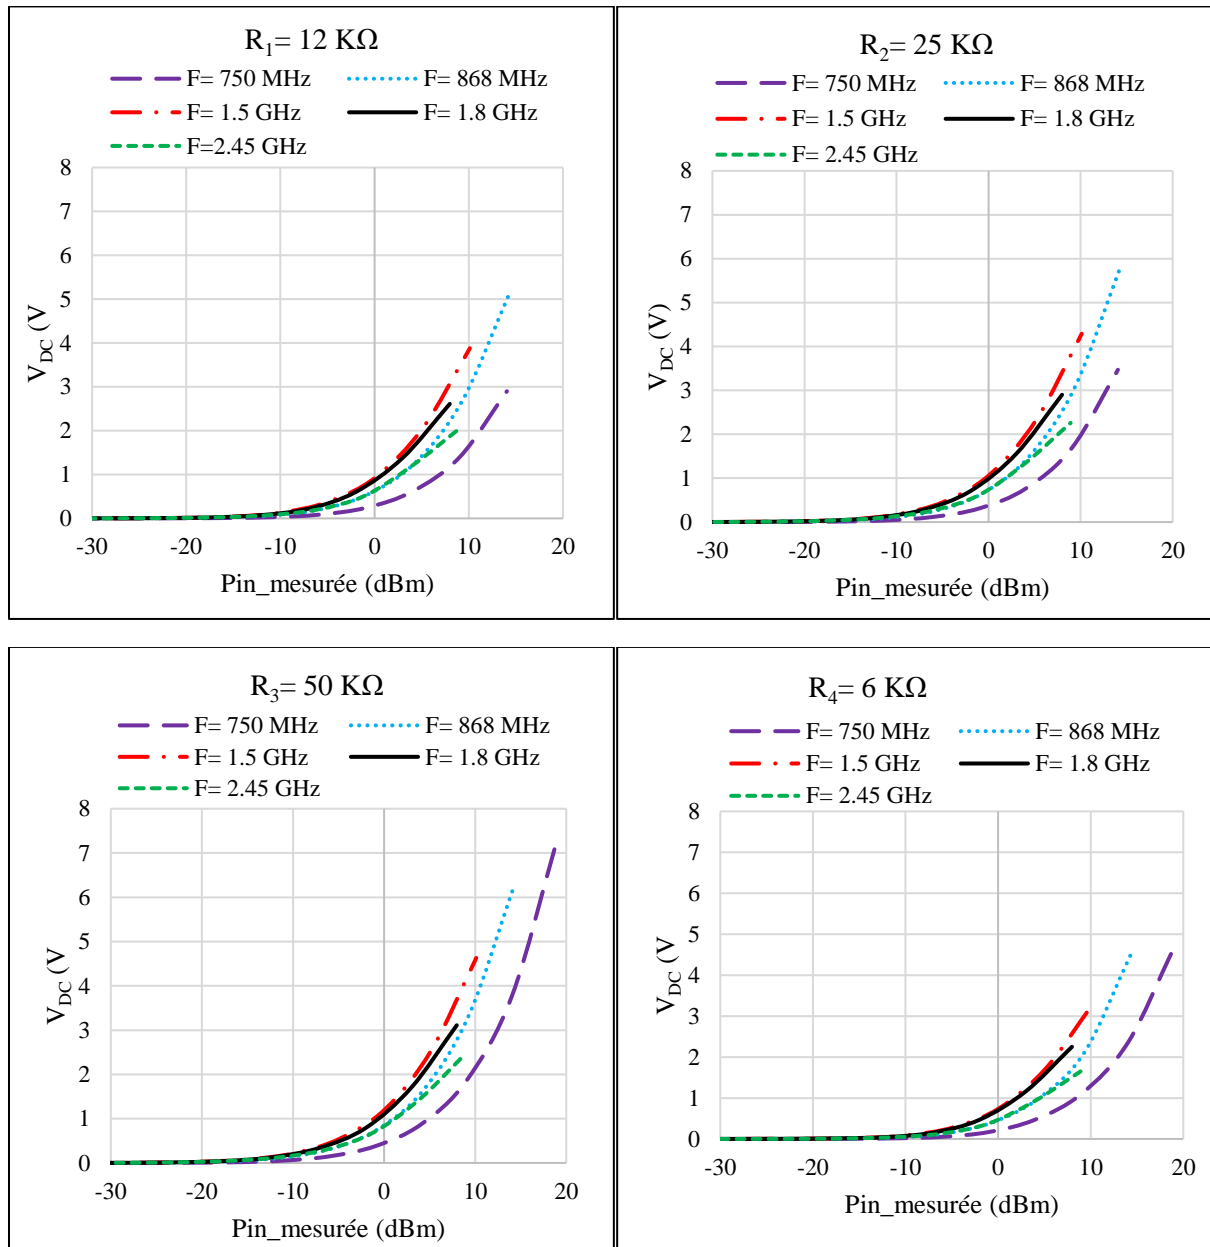 R1= 12 KΩ
F= 750 MHz F= 868 MHz
F= 1.5 GHz F= 1.8 GHz
F=2.45 GHz
8
7
6
5
4
3
2
1
0
-30 -20 -10 0 10 20
VDC (V
Pin_mesurée (dBm)
R2= 25 KΩ
F= 750 MHz F= 868 MHz
F= 1.5 GHz F= 1.8 GHz
F= 2.45 GHz
8
7
6
5
4
3
2
1
0
-30 -20 -10 0 10 20
VDC (V)
Pin_mesurée (dBm)
R3= 50 KΩ
F= 750 MHz F= 868 MHz
F= 1.5 GHz F= 1.8 GHz
F= 2.45 GHz
8
7
6
5
4
3
2
1
0
-30 -20 -10 0 10 20
VDC (V
Pin_mesurée (dBm)
R4= 6 KΩ
F= 750 MHz F= 868 MHz
F= 1.5 GHz F= 1.8 GHz
F= 2.45 GHz
8
7
6
5
4
3
2
1
0
-30 -20 -10 0 10 20
VDC (V
Pin_mesurée (dBm)